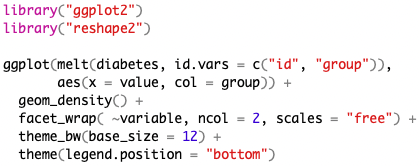 library("ggplot2")
library("reshape2")
ggplot(melt(diabetes, id.vars = c("id", "group")),
       aes(x = value, col = group)) +
  geom_density() +
  facet_wrap( ~variable, ncol = 2, scales = "free") +
  theme_bw(base_size = 12) +
  theme(legend.position = "bottom")